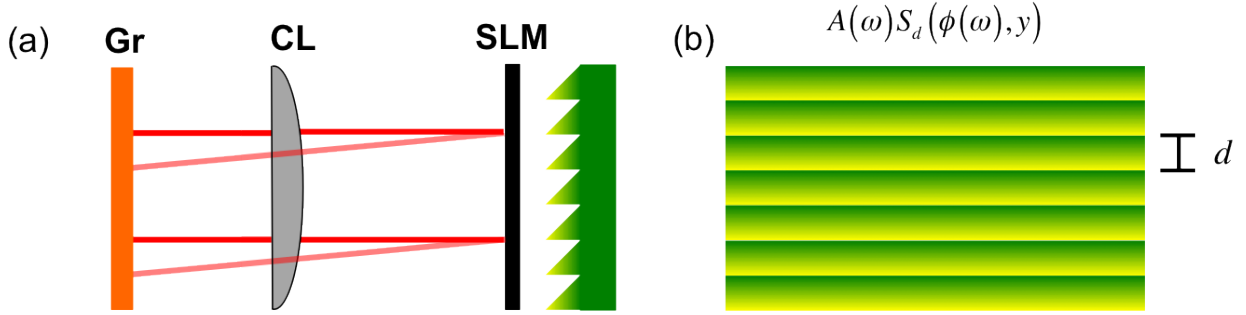 (a)
Gr
CL
SLM
(b)
A(ω)S_d(ϕ(ω),y)
d